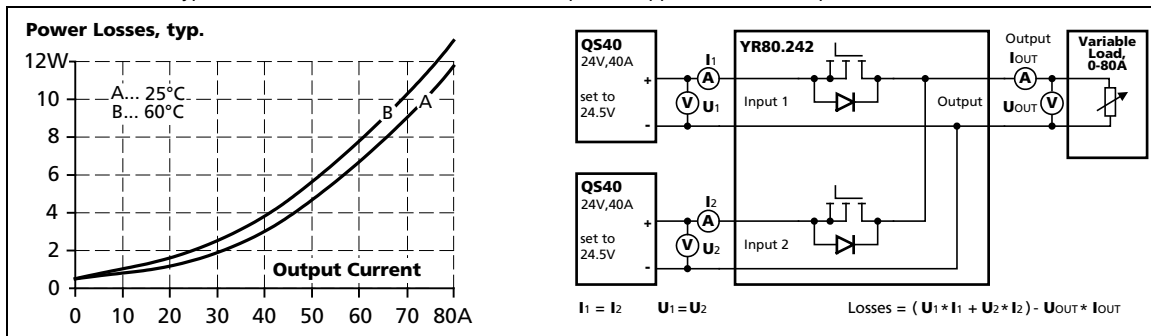 Power Losses, typ.
12W
10
8
6
4
2
0
A... 25°C
B... 60°C
B
A
Output Current
0 10 20 30 40 50 60 70 80A
QS40
24V,40A
set to
24.5V
+
-
V
U1
I1
A
YR80.242
Input 1
Output
Output
IOUT
A
UOUT
V
Variable
Load,
0-80A
QS40
24V,40A
set to
24.5V
+
-
V
U2
I2
A
Input 2
I1 = I2 U1=U2 Losses = ( U1*I1 + U2*I2 ) - UOUT* IOUT